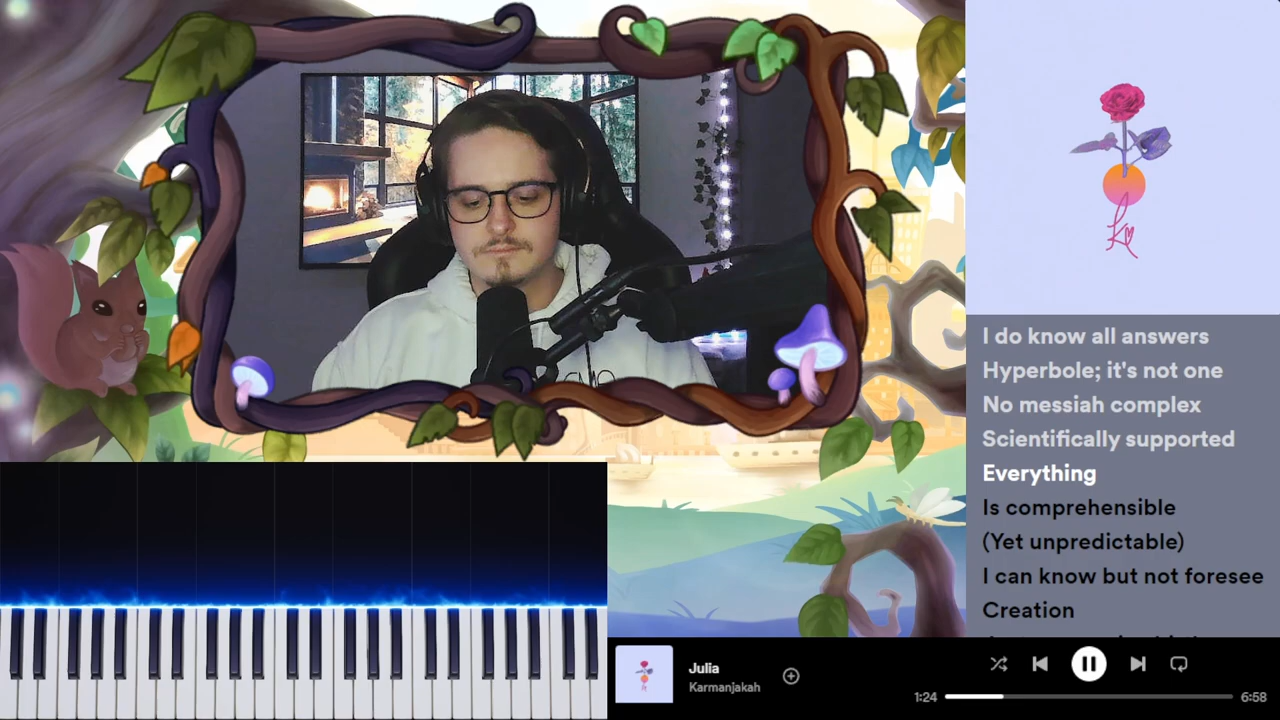 I do know all answers
Hyperbole; it's not one
No messiah complex
Scientifically supported
Everything
Is comprehensible
(Yet unpredictable)
I can know but not foresee
Creation
Julia
Karmanjakah
1:24
6:58